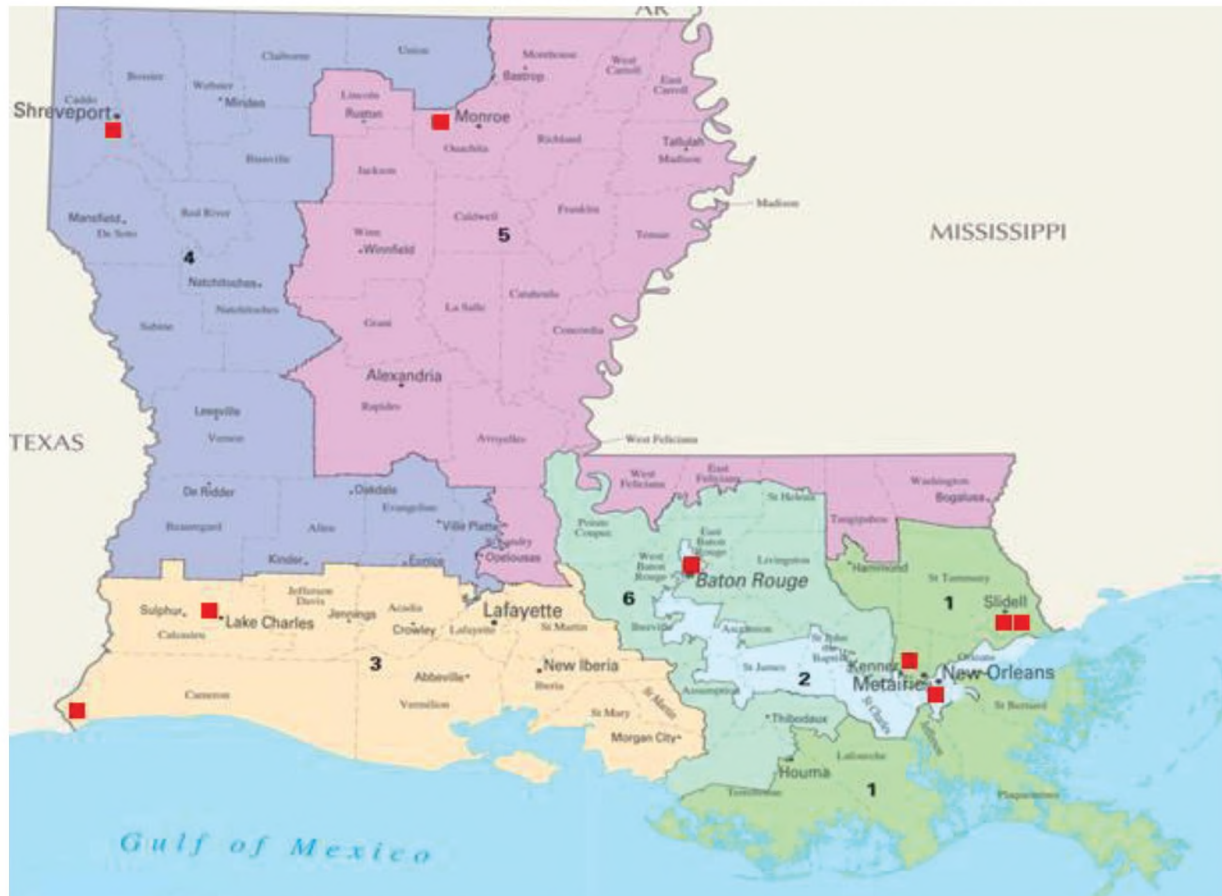 AR
Union
Claiborne
Morehouse
West
Carroll
Bossier
Webster
Bastrop
East
Carroll
Caddo
Minden
Lincoln
Shreveport
Ruston
Monroe
Richland
Ouachita
Tallulah
Madison
Bienville
Jackson
Madison
Red River
Caldwell
Franklin
Mansfield
De Soto
Winn
5
Tensas
MISSISSIPPI
Winnfield
4
Natchitoches
Catahoula
Natchitoches
La Salle
Sabine
Grant
Concordia
Alexandria
Rapides
Leesville
Vernon
Avoyelles
West Feliciana
TEXAS
West
Feliciana
East
Feliciana
Washington
De Ridder
Oakdale
St Helena
Bogalusa
Evangeline
Beauregard
Allen
Ville Platte
Pointe
Coupee
Tangipahoa
East
Baton
Rouge
St Landry
Opelousas
West
Baton
Rouge
Livingston
Kinder
Eunice
Hammond
Baton Rouge
St Tammany
Jefferson
Davis
Acadia
6
1
Slidell
Sulphur
Lake Charles
Jennings
Lafayette
Calcasieu
Crowley
Lafayette
St Martin
Iberville
Ascension
St John
the
Baptist
Orleans
3
New Iberia
St James
Kenner
New Orleans
Abbeville
Iberia
2
Metairie
Cameron
Assumption
Vermilion
St Mary
St Martin
St Charles
St Bernard
Thibodaux
Jefferson
Morgan City
Lafourche
Houma
Terrebonne
1
Plaquemines
Gulf of Mexico